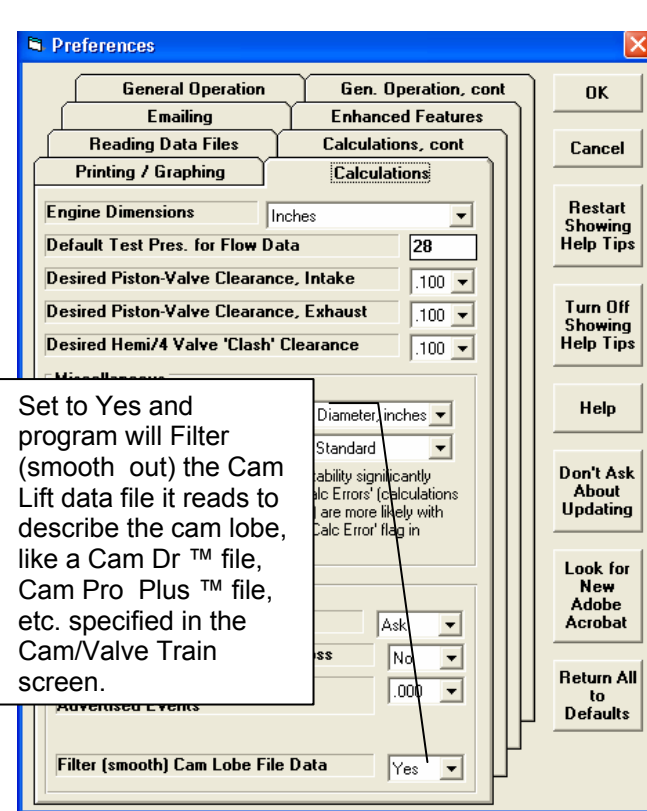 Preferences
General Operation
Gen. Operation, cont
Emailing
Enhanced Features
Reading Data Files
Calculations, cont
Printing / Graphing
Calculations
Engine Dimensions
Inches
Default Test Pres. for Flow Data
28
Desired Piston-Valve Clearance, Intake
.100
Desired Piston-Valve Clearance, Exhaust
.100
Desired Hemi/4 Valve 'Clash' Clearance
.100
Miscellaneous
Diameter, inches
Standard
tability significantly
alc Errors' (calculations
) are more likely with
Calc Error' flag in
Ask
ss
No
.000
Advertised Events
Filter (smooth) Cam Lobe File Data
Yes
Set to Yes and
program will Filter
(smooth out) the Cam
Lift data file it reads to
describe the cam lobe,
like a Cam Dr ™ file,
Cam Pro Plus ™ file,
etc. specified in the
Cam/Valve Train
screen.
OK
Cancel
Restart
Showing
Help Tips
Turn Off
Showing
Help Tips
Help
Don't Ask
About
Updating
Look for
New
Adobe
Acrobat
Return All
to
Defaults